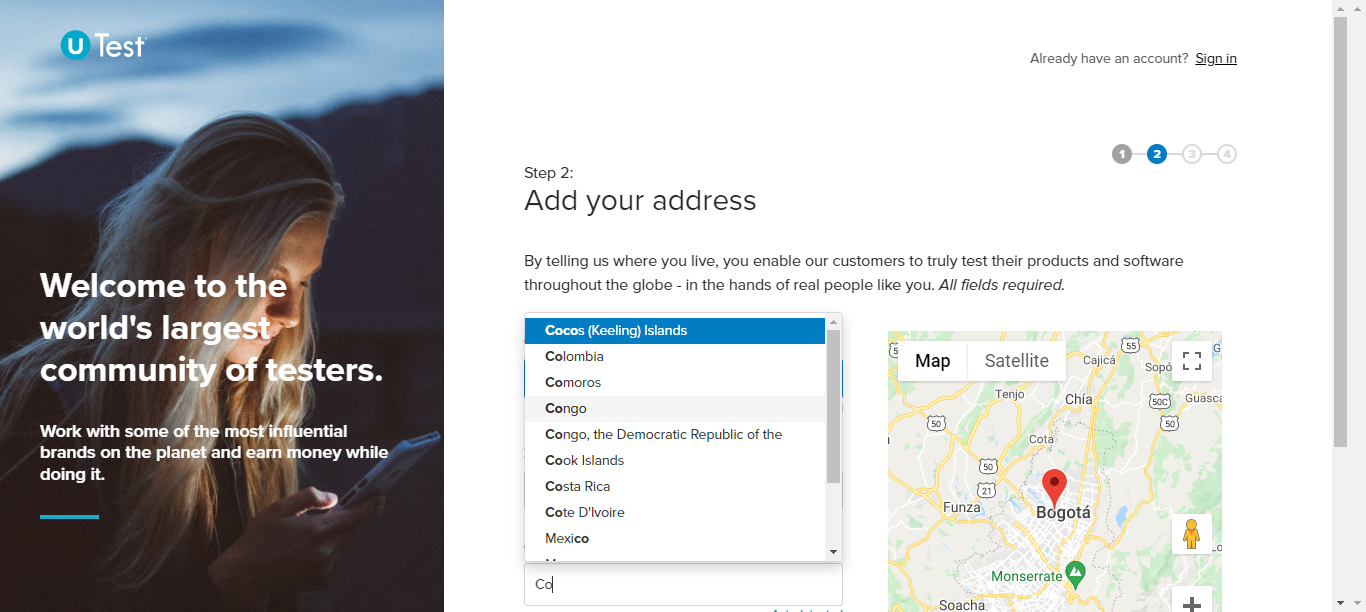 U Test
Already have an account? Sign in
1 2 3 4
Step 2:
Add your address
Welcome to the
world's largest
community of testers.
Work with some of the most influential
brands on the planet and earn money while
doing it.
By telling us where you live, you enable our customers to truly test their products and software
throughout the globe - in the hands of real people like you. All fields required.
Cocos (Keeling) Islands
Colombia
Comoros
Congo
Congo, the Democratic Republic of the
Cook Islands
Costa Rica
Cote D'Ivoire
Mexico
Co
Map
Satellite
55
Cajicá
Sopó
G
Tenjo
Chía
50C
Guasca
50
50
Cota
50
21
Funza
Bogotá
Monserrate
Soacha